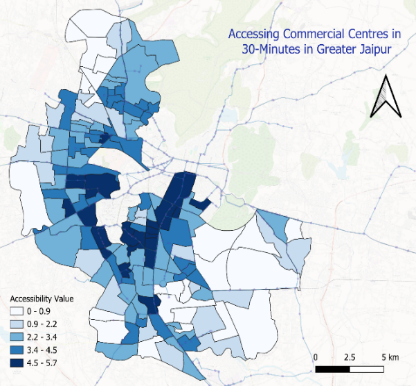 Accessing Commercial Centres in
30-Minutes in Greater Jaipur
Accessibility Value
0 - 0.9
0.9 - 2.2
2.2 - 3.4
3.4 - 4.5
4.5 - 5.7
0 2.5 5 km